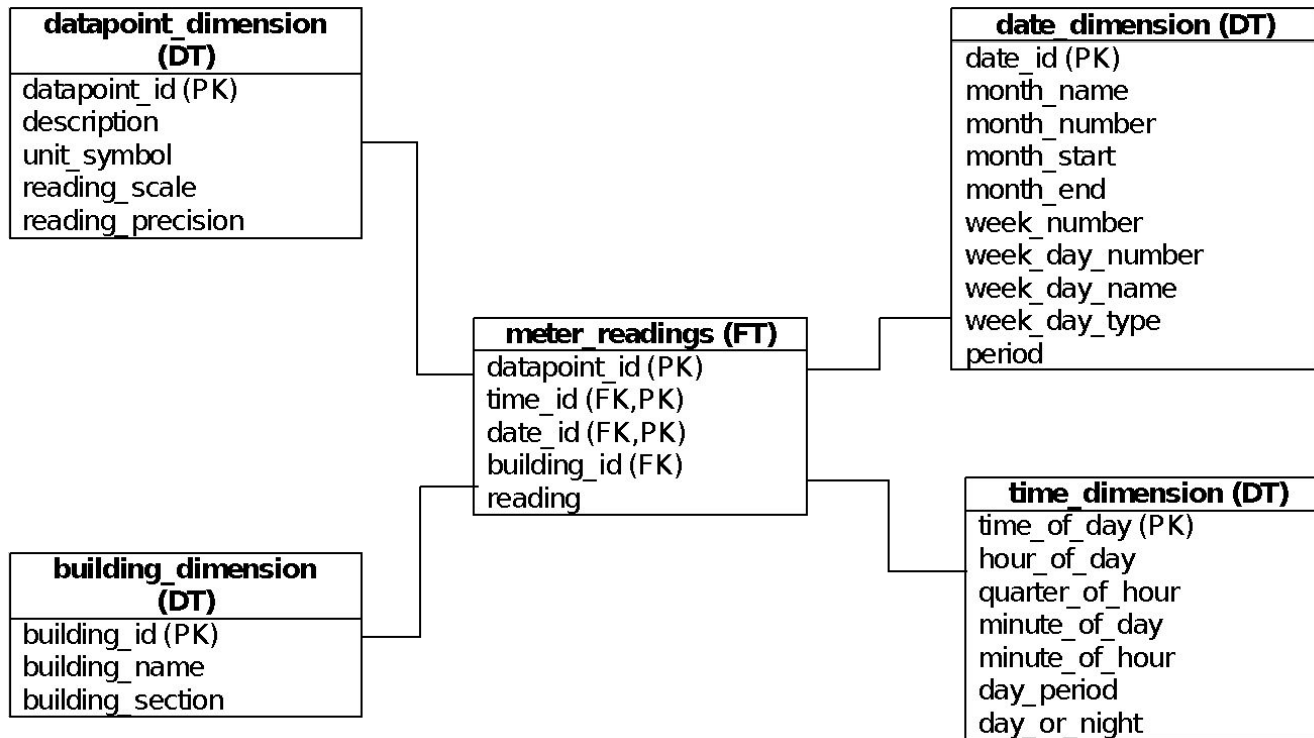 datapoint_dimension
(DT)
datapoint_id (PK)
description
unit_symbol
reading_scale
reading_precision
date_dimension (DT)
date_id (PK)
month_name
month_number
month_start
month_end
week_number
week_day_number
week_day_name
week_day_type
period
meter_readings (FT)
datapoint_id (PK)
time_id (FK,PK)
date_id (FK,PK)
building_id (FK)
reading
building_dimension
(DT)
building_id (PK)
building_name
building_section
time_dimension (DT)
time_of_day (PK)
hour_of_day
quarter_of_hour
minute_of_day
minute_of_hour
day_period
day_or_night